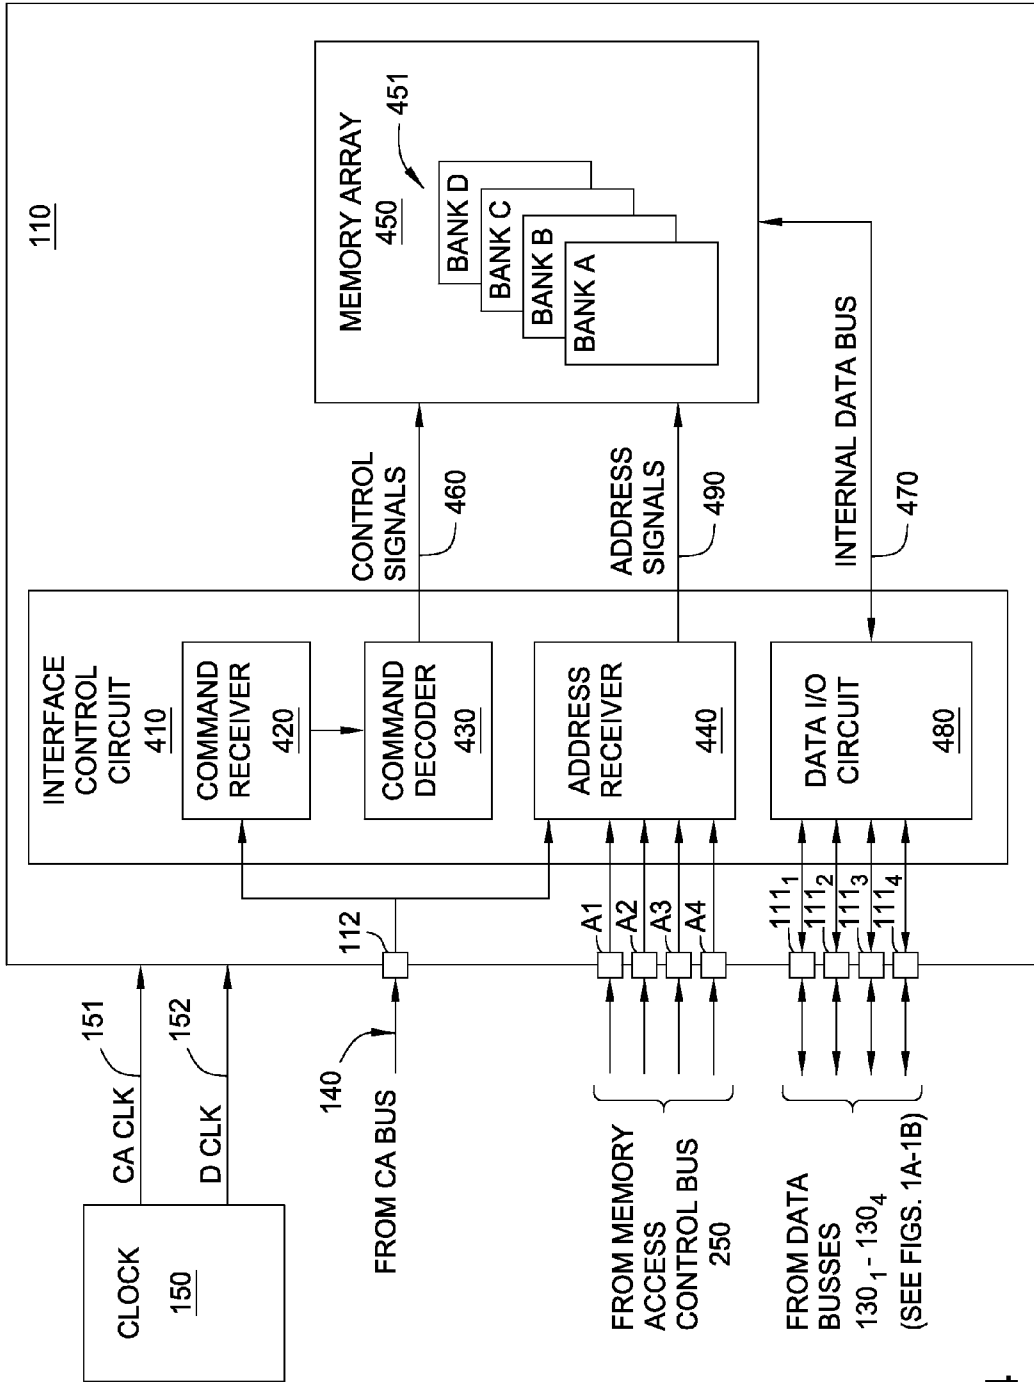 110
CLOCK
150
CA CLK
151
D CLK
152
INTERFACE
CONTROL
CIRCUIT
410
COMMAND
RECEIVER
420
COMMAND
DECODER
430
CONTROL
SIGNALS
460
MEMORY ARRAY
450
451
BANK D
BANK C
BANK B
BANK A
FROM CA BUS
140
112
ADDRESS
RECEIVER
440
ADDRESS
SIGNALS
490
FROM MEMORY
ACCESS
CONTROL BUS
250
A1
A2
A3
A4
DATA I/O
CIRCUIT
480
INTERNAL DATA BUS
470
FROM DATA
BUSSES
130₁ - 130₄
(SEE FIGS. 1A-1B)
111₁
111₂
111₃
111₄